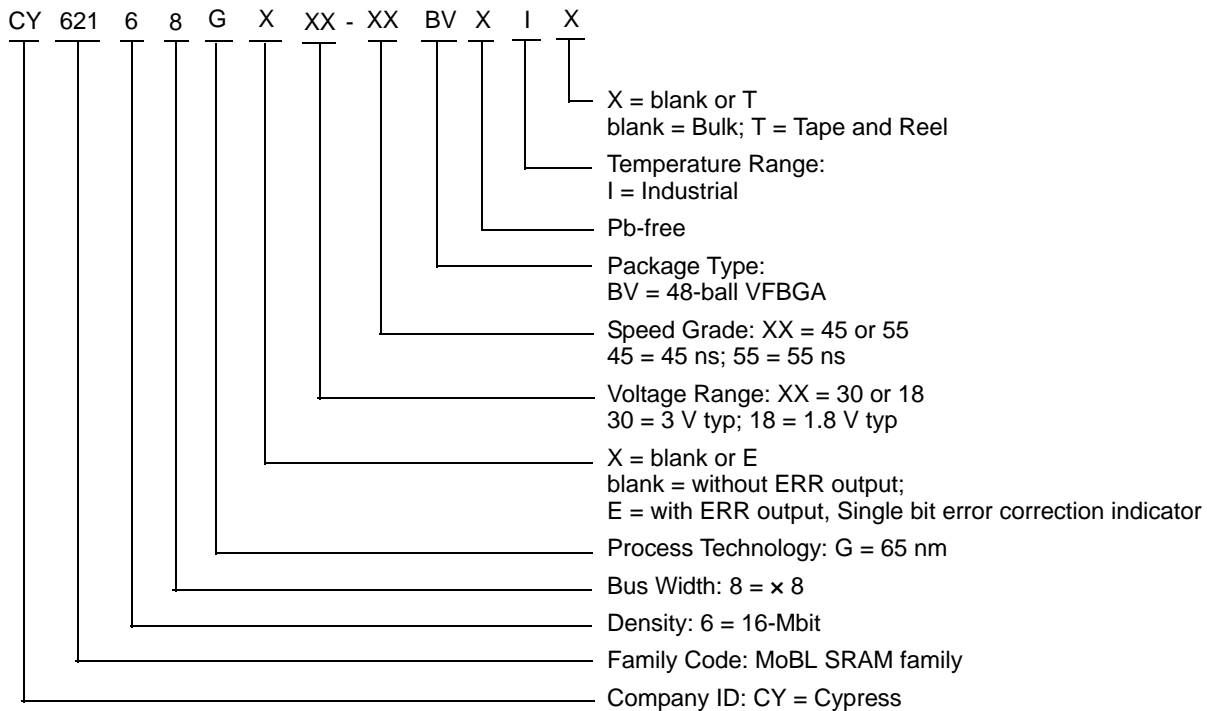 CY 621 6 8 G X XX - XX BV X I X
X = blank or T
blank = Bulk; T = Tape and Reel
Temperature Range:
I = Industrial
Pb-free
Package Type:
BV = 48-ball VFBGA
Speed Grade: XX = 45 or 55
45 = 45 ns; 55 = 55 ns
Voltage Range: XX = 30 or 18
30 = 3 V typ; 18 = 1.8 V typ
X = blank or E
blank = without ERR output;
E = with ERR output, Single bit error correction indicator
Process Technology: G = 65 nm
Bus Width: 8 = × 8
Density: 6 = 16-Mbit
Family Code: MoBL SRAM family
Company ID: CY = Cypress